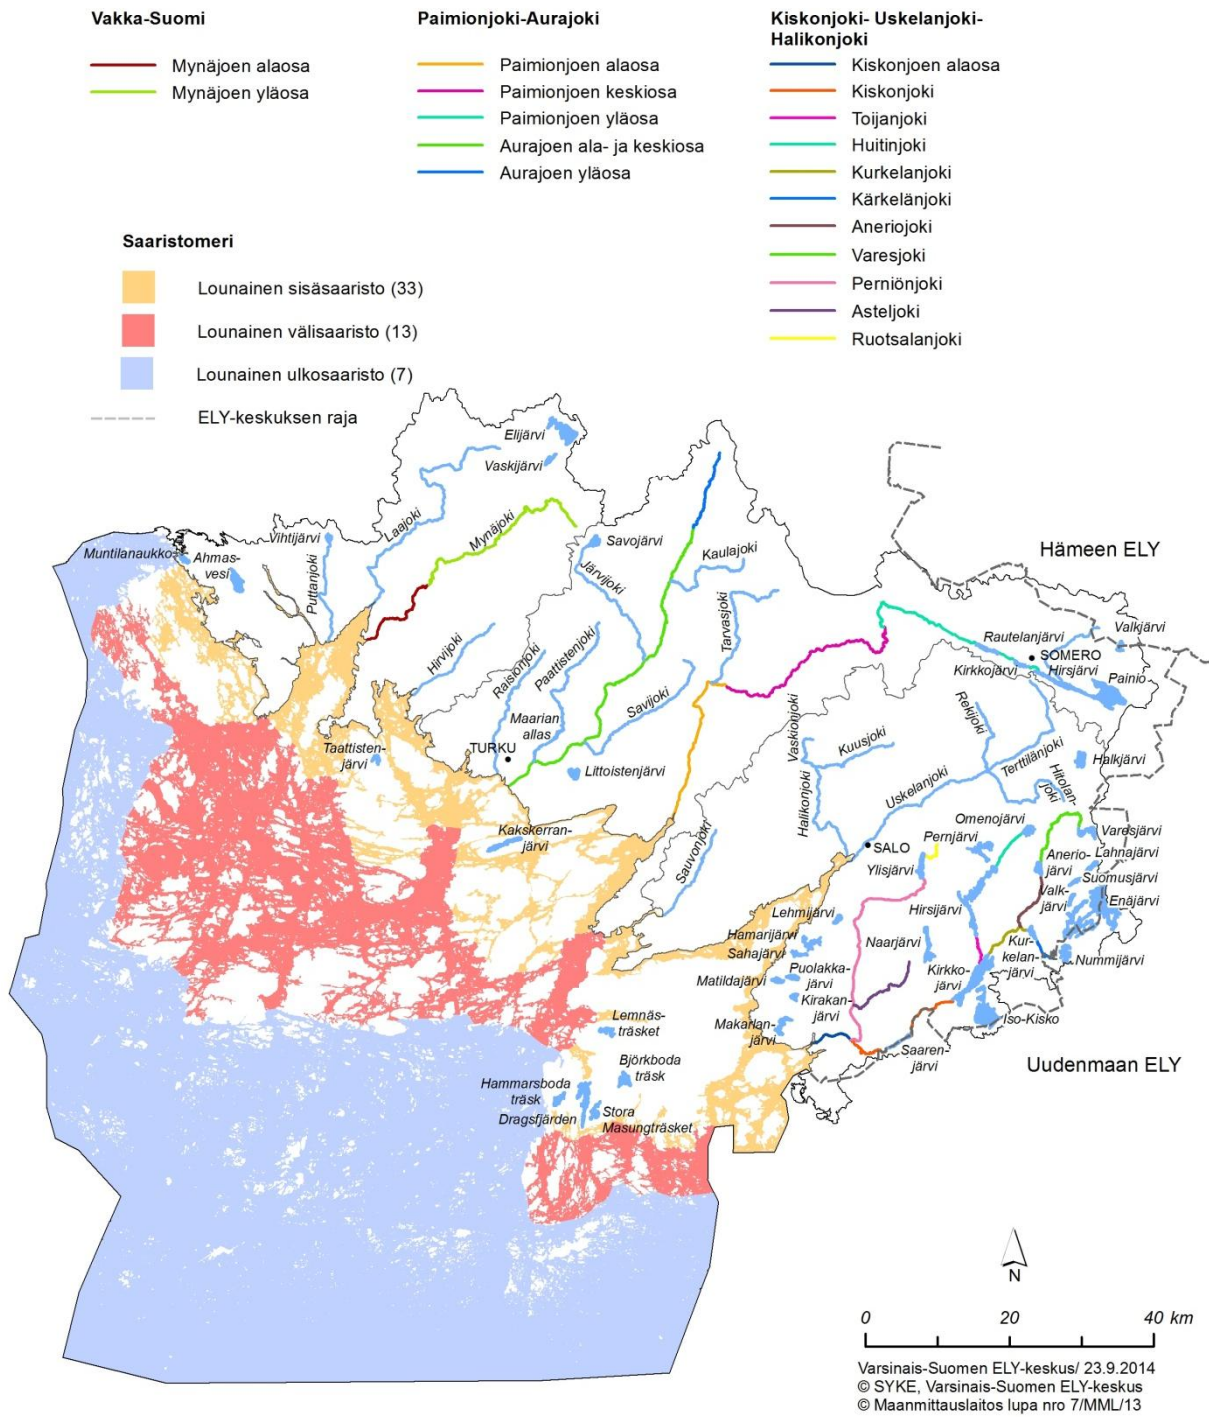 Vakka-Suomi
Mynäjoen alaosa
Mynäjoen yläosa
Paimionjoki-Aurajoki
Paimionjoen alaosa
Paimionjoen keskiosa
Paimionjoen yläosa
Aurajoen ala- ja keskiosa
Aurajoen yläosa
Kiskonjoki- Uskelanjoki-
Halikonjoki
Kiskonjoen alaosa
Kiskonjoki
Toijanjoki
Huitinjoki
Kurkelanjoki
Kärkelänjoki
Aneriojoki
Varesjoki
Perniönjoki
Asteljoki
Ruotsalanjoki
Saaristomeri
Lounainen sisäsaaristo (33)
Lounainen välisaaristo (13)
Lounainen ulkosaaristo (7)
ELY-keskuksen raja
Elijärvi
Vaskijärvi
Laajoki
Mynäjoki
Vihtijärvi
Puttanjoki
Muntilanaukko
Ahmas-
vesi
Savojärvi
Järvijoki
Kaulajoki
Tarvasjoki
Hämeen ELY
Hirvijoki
Raisionjoki
Paattistenjoki
Savijoki
Maarian
allas
TURKU
Taattisten-
järvi
Littoistenjärvi
Kakskerran-
järvi
Rautelanjärvi
Valkjärvi
SOMERO
Kirkkojärvi
Hirsjärvi
Painio
Rekijoki
Vaskionjoki
Kuusjoki
Halikonjoki
Uskelanjoki
Terttilänjoki
Hitolan-
joki
Halkjärvi
Sauvonjoki
SALO
Omenojärvi
Pernjärvi
Ylisjärvi
Varesjärvi
Lahnajärvi
Anerio-
järvi
Suomusjärvi
Valk-
järvi
Enäjärvi
Lehmijärvi
Hirsijärvi
Hamarijärvi
Sahajärvi
Naarjärvi
Kur-
kelan-
järvi
Nummijärvi
Matildajärvi
Puolakka-
järvi
Kirkko-
järvi
Kirakan-
järvi
Iso-Kisko
Makarlan-
järvi
Saaren-
järvi
Uudenmaan ELY
Lemnäs-
träsket
Björkboda
träsk
Hammarsboda
träsk
Dragsfjärden
Stora
Masungträsket
N
0 20 40 km
Varsinais-Suomen ELY-keskus/ 23.9.2014
© SYKE, Varsinais-Suomen ELY-keskus
© Maanmittauslaitos lupa nro 7/MML/13